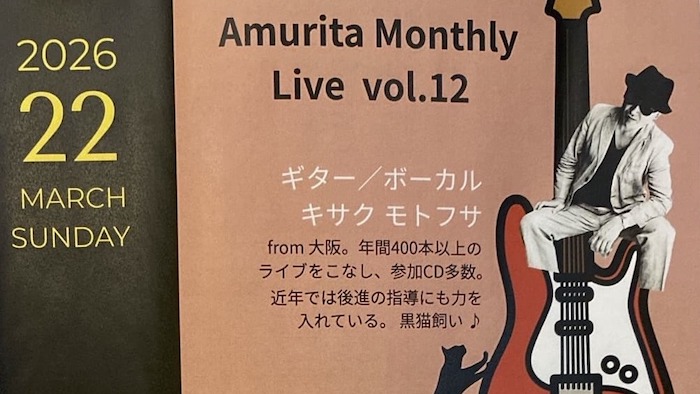 2026
22
MARCH
SUNDAY
Amurita Monthly
Live vol.12
ギター／ボーカル
キサク モトフサ
from 大阪。年間400本以上の
ライブをこなし、参加CD多数。
近年では後進の指導にも力を
入れている。 黒猫飼い♪